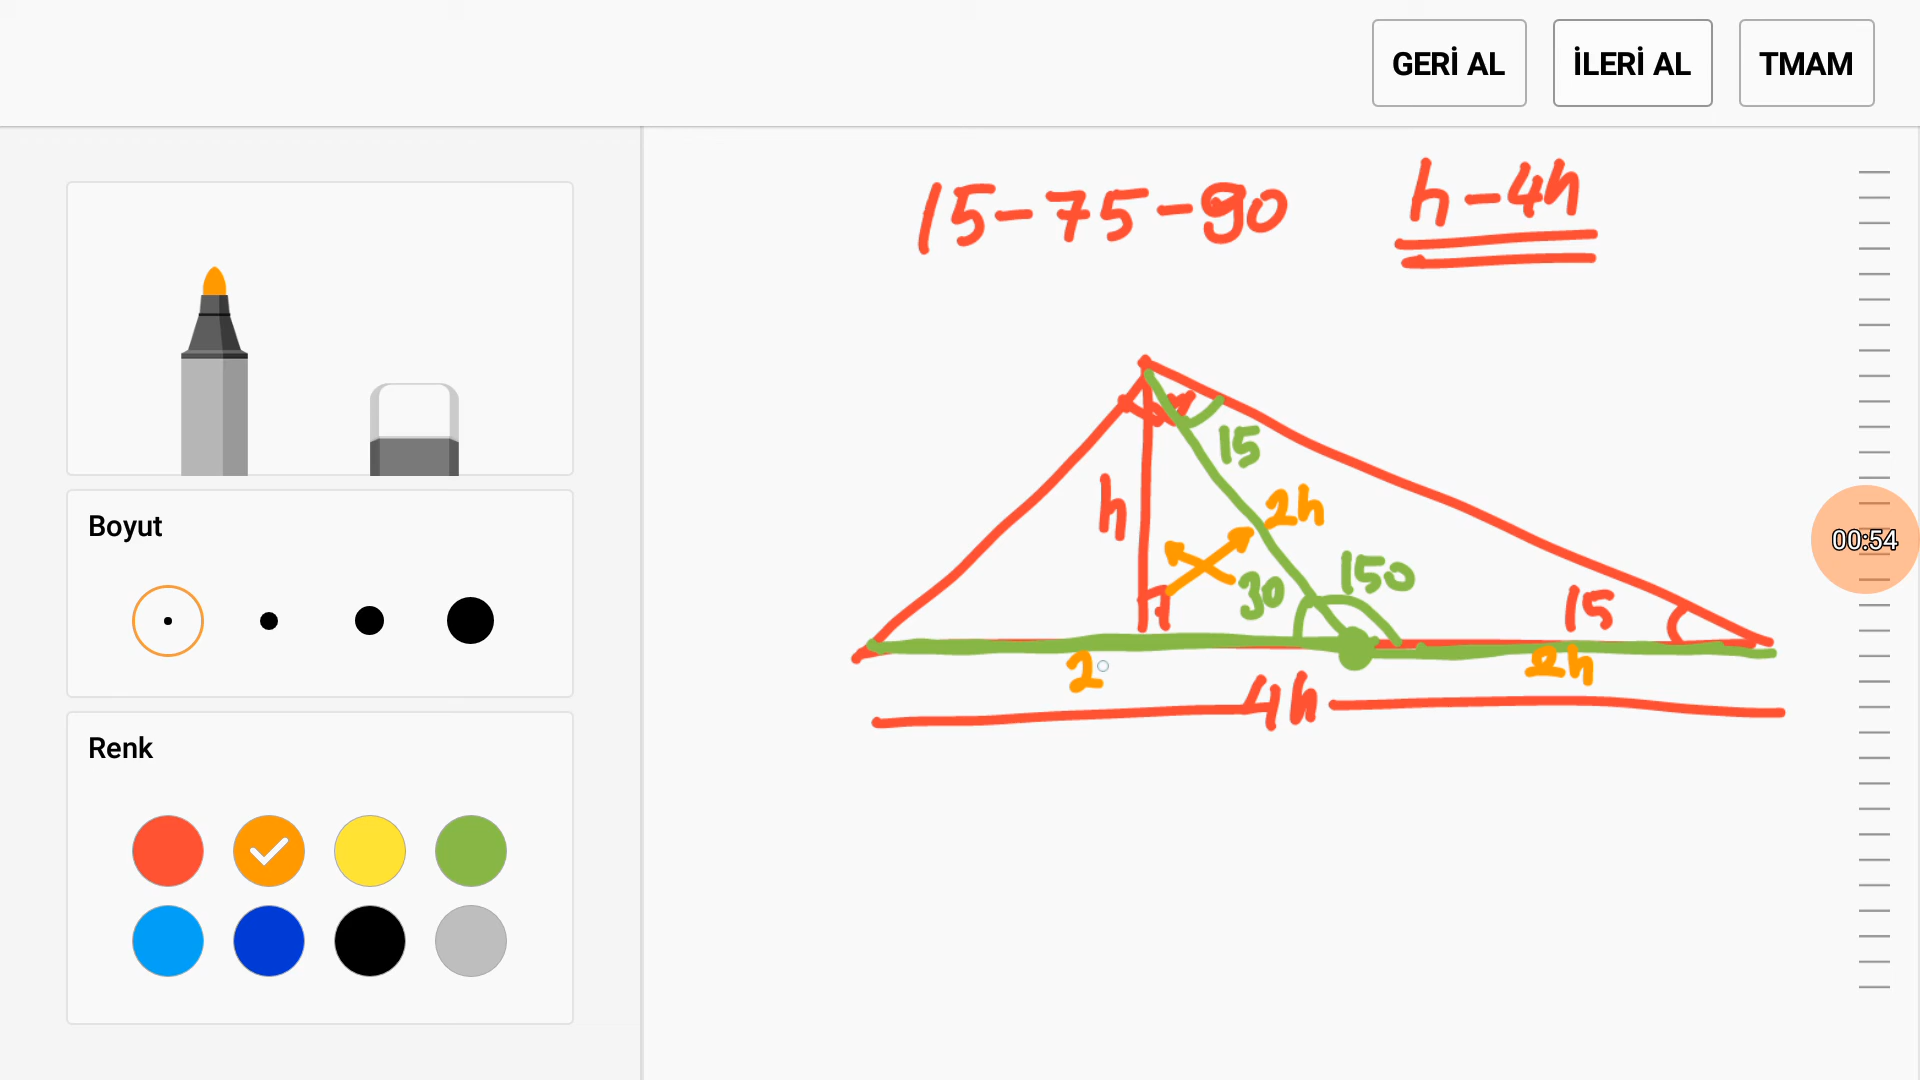 GERİ AL
İLERİ AL
TMAM
15-75-90
h-4h
Boyut
15
h
2h
30
150
15
00:54
2
2h
4h
Renk